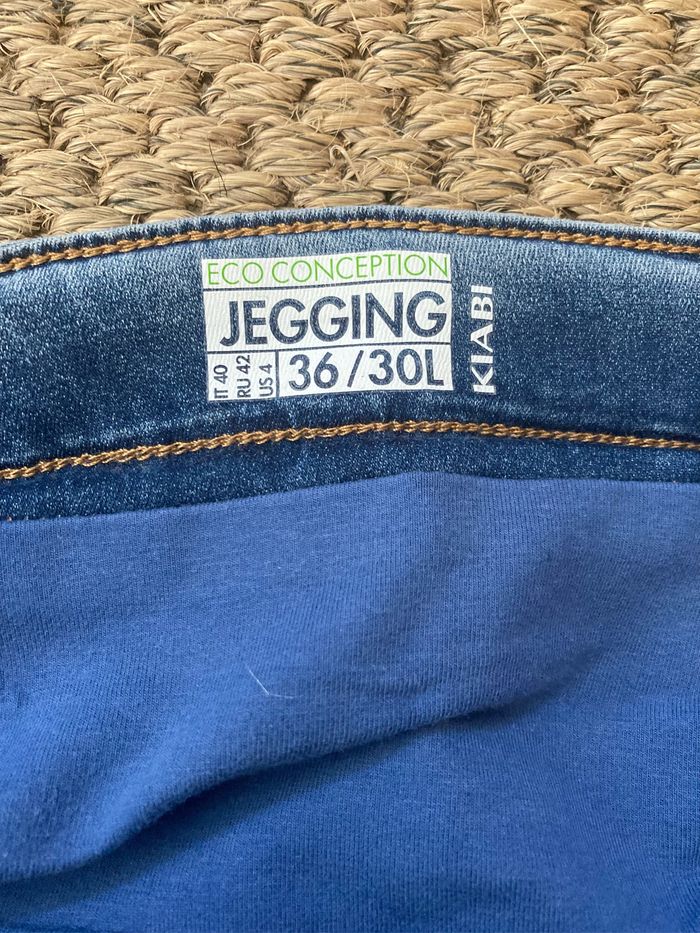 ECO CONCEPTION
JEGGING
IT 40
RU 42
US 4
36/30L
KIABI